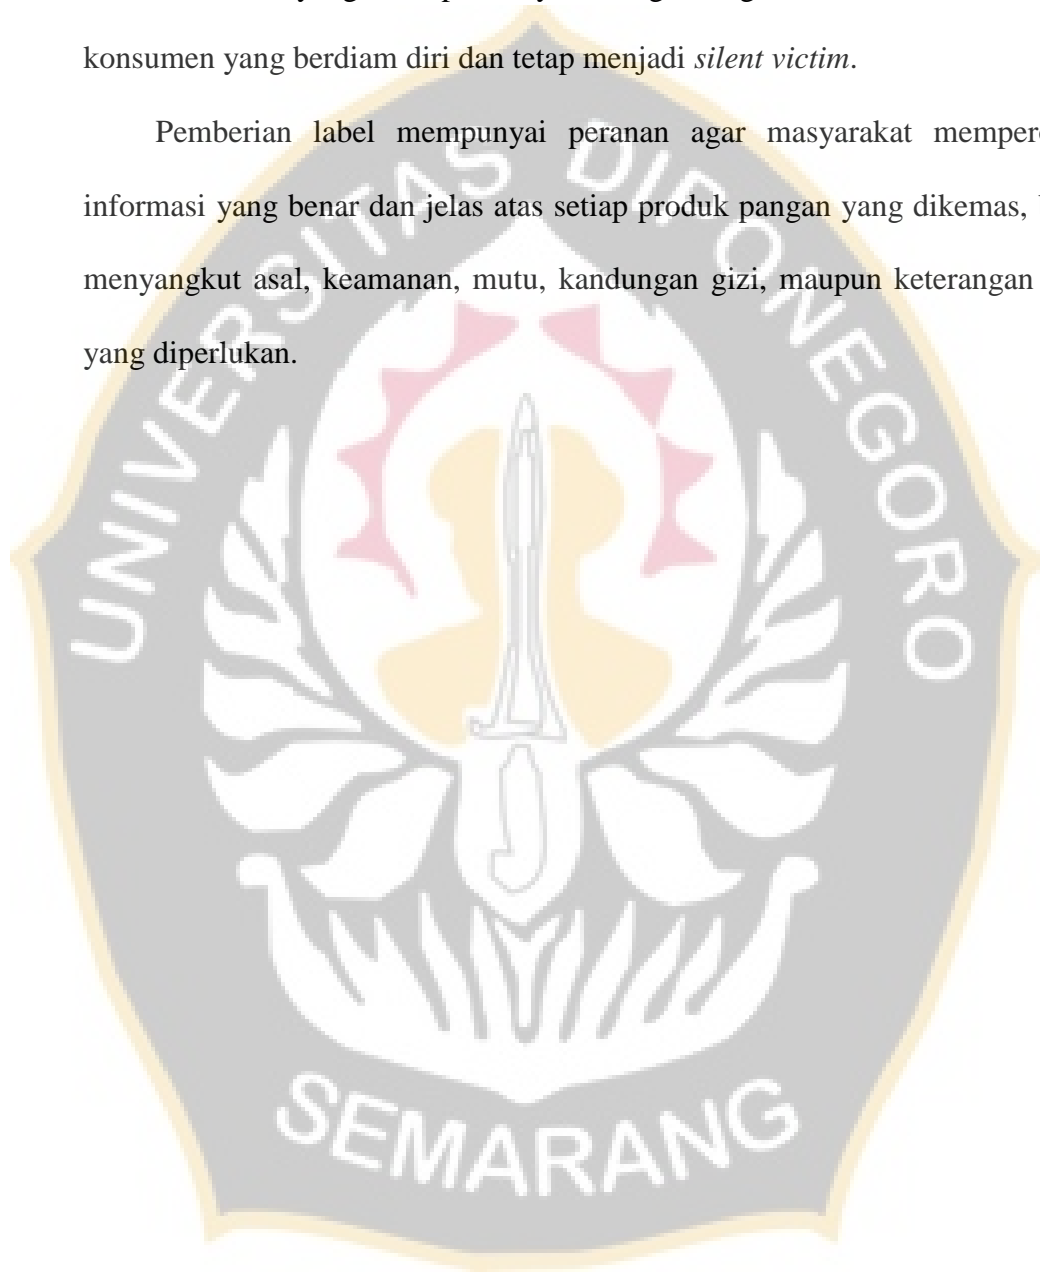 konsumen yang berdiam diri dan tetap menjadi silent victim.
Pemberian label mempunyai peranan agar masyarakat
informasi yang benar dan jelas atas setiap produk pangan yang dikemas,
menyangkut asal, keamanan, mutu, kandungan gizi, maupun keterangan
yang diperlukan.
UNIVERSITAS DIPONEGORO
SEMARANG